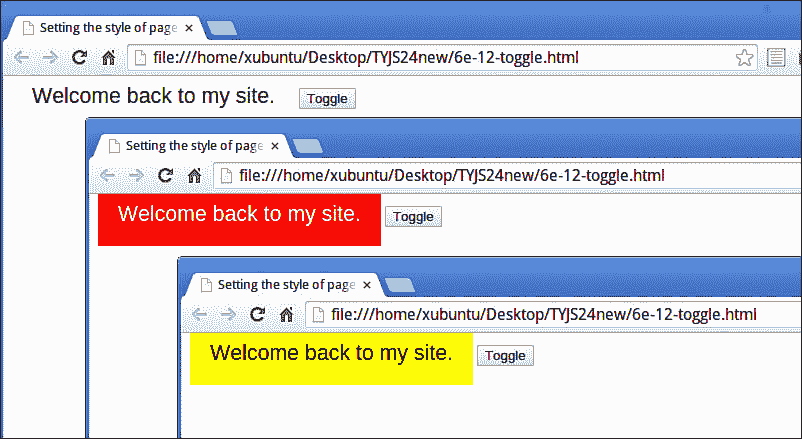 Setting the style of page
file:///home/xubuntu/Desktop/TYJS24new/6e-12-toggle.html
Welcome back to my site. Toggle
Setting the style of page
file:///home/xubuntu/Desktop/TYJS24new/6e-12-toggle.html
Welcome back to my site. Toggle
Setting the style of page
file:///home/xubuntu/Desktop/TYJS24new/6e-12-toggle.html
Welcome back to my site. Toggle